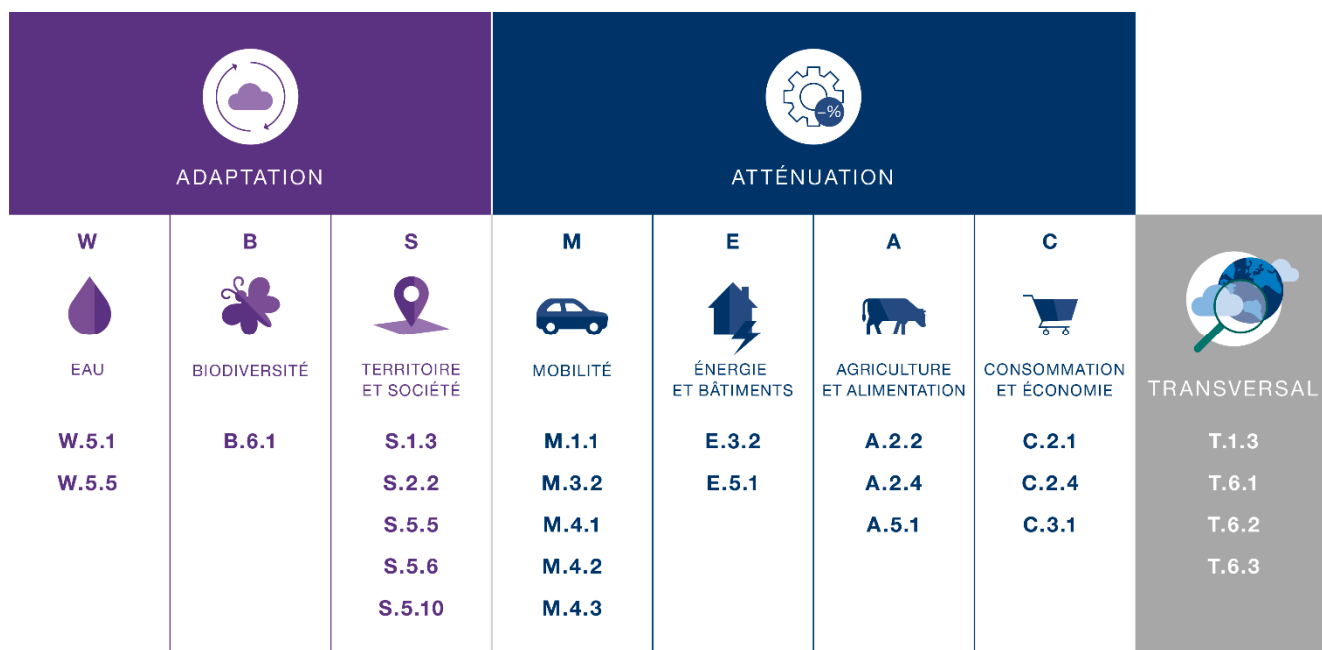 ADAPTATION
-%
ATTÉNUATION
W
EAU
W.5.1
W.5.5
B
BIODIVERSITÉ
B.6.1
S
TERRITOIRE
ET SOCIÉTÉ
S.1.3
S.2.2
S.5.5
S.5.6
S.5.10
M
MOBILITÉ
M.1.1
M.3.2
M.4.1
M.4.2
M.4.3
E
ÉNERGIE
ET BÂTIMENTS
E.3.2
E.5.1
A
AGRICULTURE
ET ALIMENTATION
A.2.2
A.2.4
A.5.1
C
CONSOMMATION
ET ÉCONOMIE
C.2.1
C.2.4
C.3.1
TRANSVERSAL
T.1.3
T.6.1
T.6.2
T.6.3